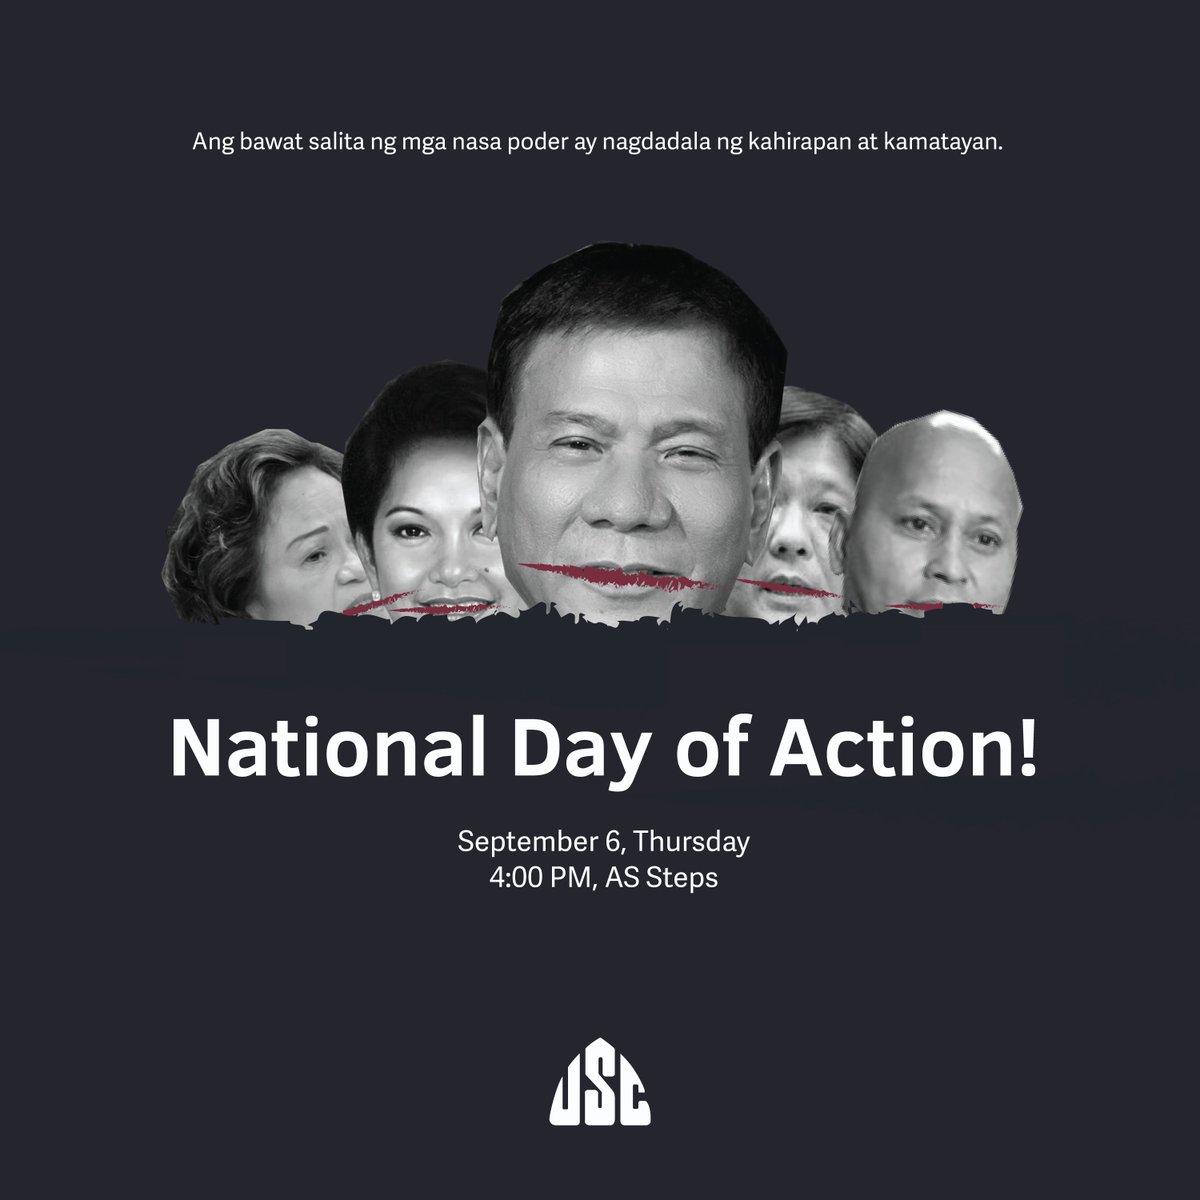 Ang bawat salita ng mga nasa poder ay nagdadala ng kahirapan at kamatayan.
National Day of Action!
September 6, Thursday
4:00 PM, AS Steps
USC